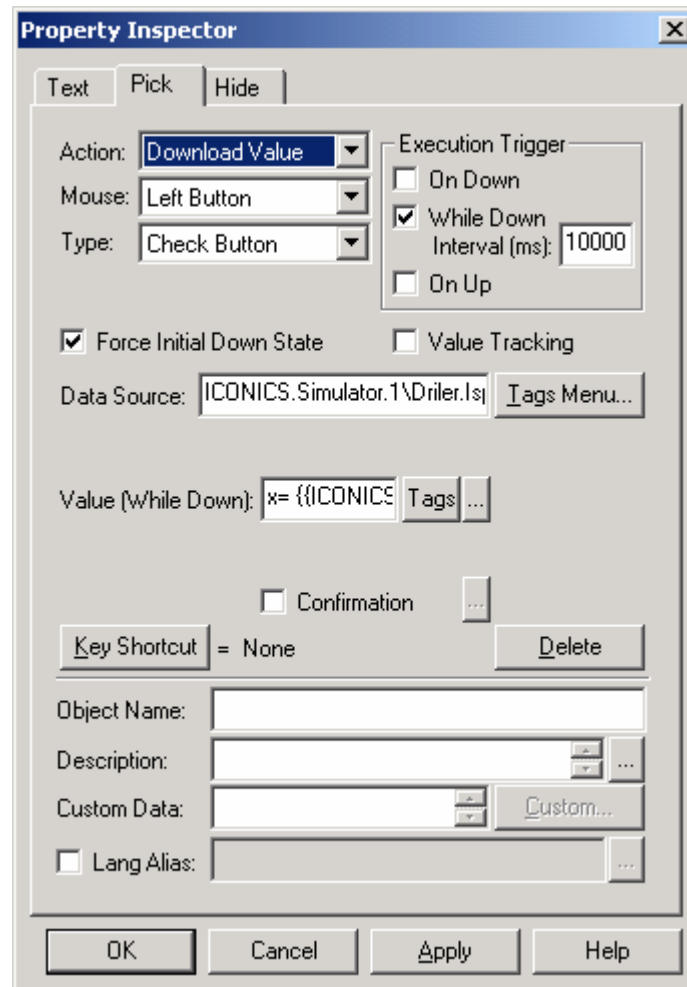 Property Inspector
Text Pick Hide
Action: Download Value
Execution Trigger
On Down
Mouse: Left Button
While Down
Interval (ms): 10000
Type: Check Button
On Up
Force Initial Down State Value Tracking
Data Source: ICONICS.Simulator.1\Driler.Isp Tags Menu...
Value (While Down): x= {{ICONICS Tags ...
Confirmation ...
Key Shortcut = None Delete
Object Name:
Description: ...
Custom Data: Custom...
Lang Alias: ...
OK Cancel Apply Help